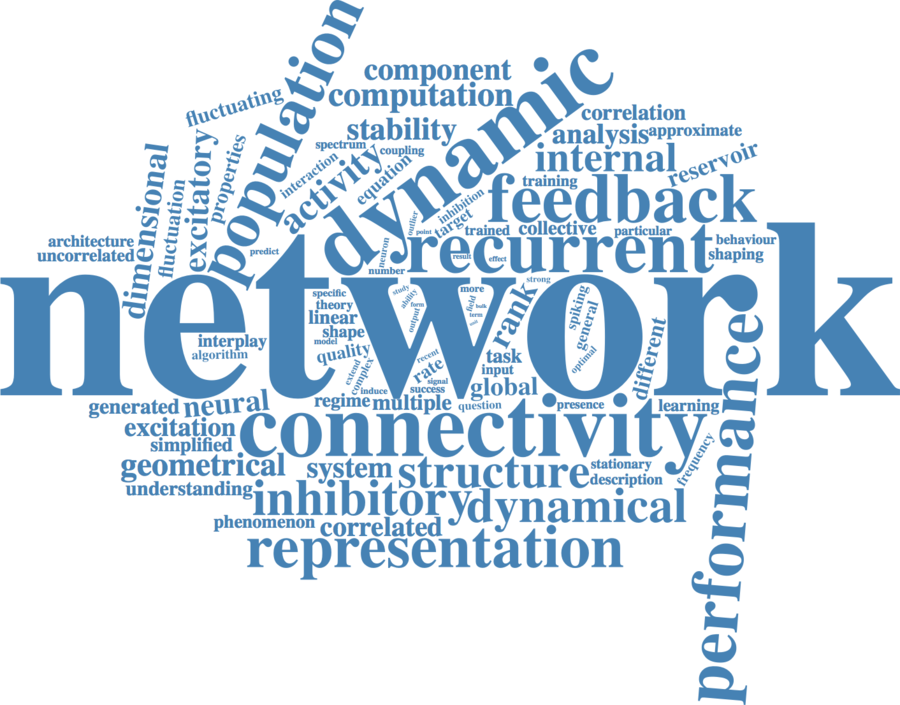 population
component
computation
dynamic
fluctuating
correlation
stability
analysis
approximate
spectrum
coupling
internal
reservoir
excitatory
properties
interaction
activity
equation
training
feedback
dimensional
fluctuation
inhibition
target
outlier
point
trained
collective
particular
recurrent
behaviour
shaping
architecture
uncorrelated
predict
neuron
number
result
effect
network
specific
theory
linear
shape
model
study
ability
form
output
more
field
bulk
term
strong
rank
spiking
general
optimal
different
interplay
algorithm
quality
extend
complex
recent
rate
signal
success
induce
task
input
global
performance
generated
neural
regime
multiple
question
presence
learning
excitation
connectivity
simplified
frequency
geometrical
system
structure
stationary
description
understanding
inhibitory
dynamical
phenomenon
correlated
representation